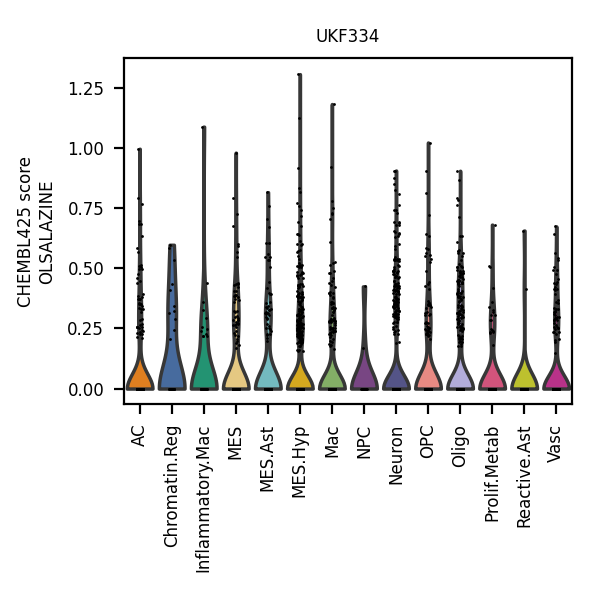 UKF334
CHEMBL425 score
OLSALAZINE
1.25
1.00
0.75
0.50
0.25
0.00
AC
Chromatin.Reg
Inflammatory.Mac
MES
MES.Ast
MES.Hyp
Mac
NPC
Neuron
OPC
Oligo
Prolif.Metab
Reactive.Ast
Vasc